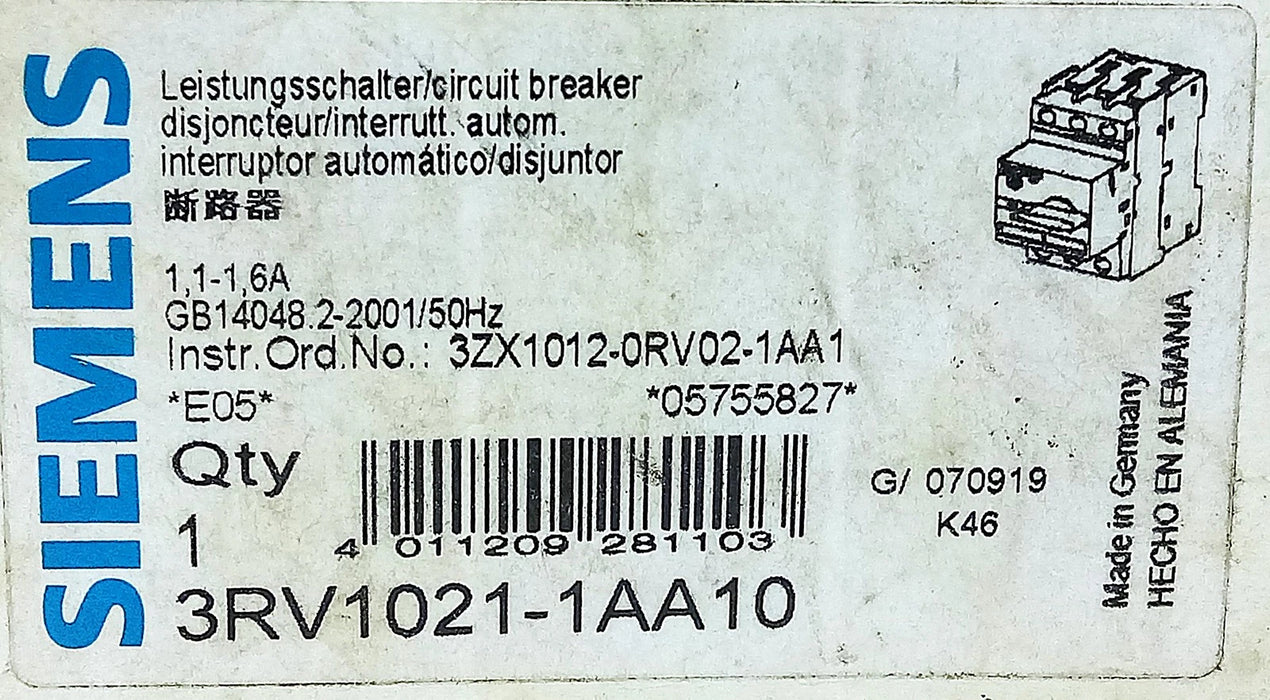 SIEMENS
Leistungsschalter/circuit breaker
disjoncteur/interrutt. autom.
interruptor automático/disjuntor
断路器
1,1-1,6A
GB14048.2-2001/50Hz
Instr.Ord.No.: 3ZX1012-0RV02-1AA1
*E05* *05755827*
Qty
1
4 011209 281103
3RV1021-1AA10
G/ 070919
K46
Made in Germany
HECHO EN ALEMANIA